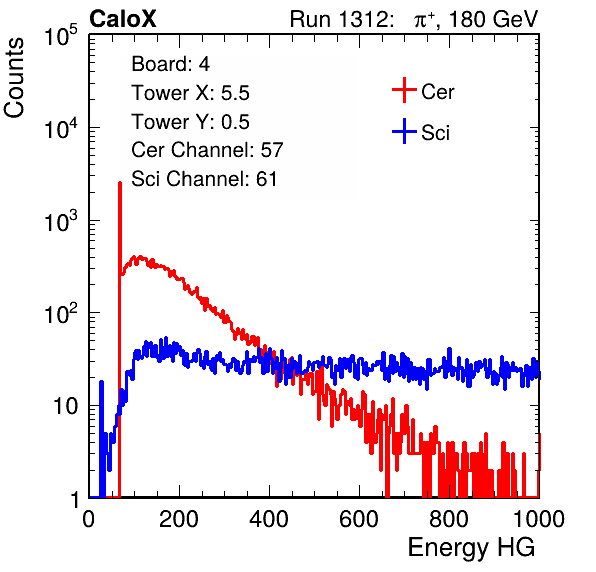 CaloX Run 1312: π⁺, 180 GeV
Counts
10⁵
10⁴
10³
10²
10
1
Board: 4
Tower X: 5.5
Tower Y: 0.5
Cer Channel: 57
Sci Channel: 61
Cer
Sci
0 200 400 600 800 1000
Energy HG